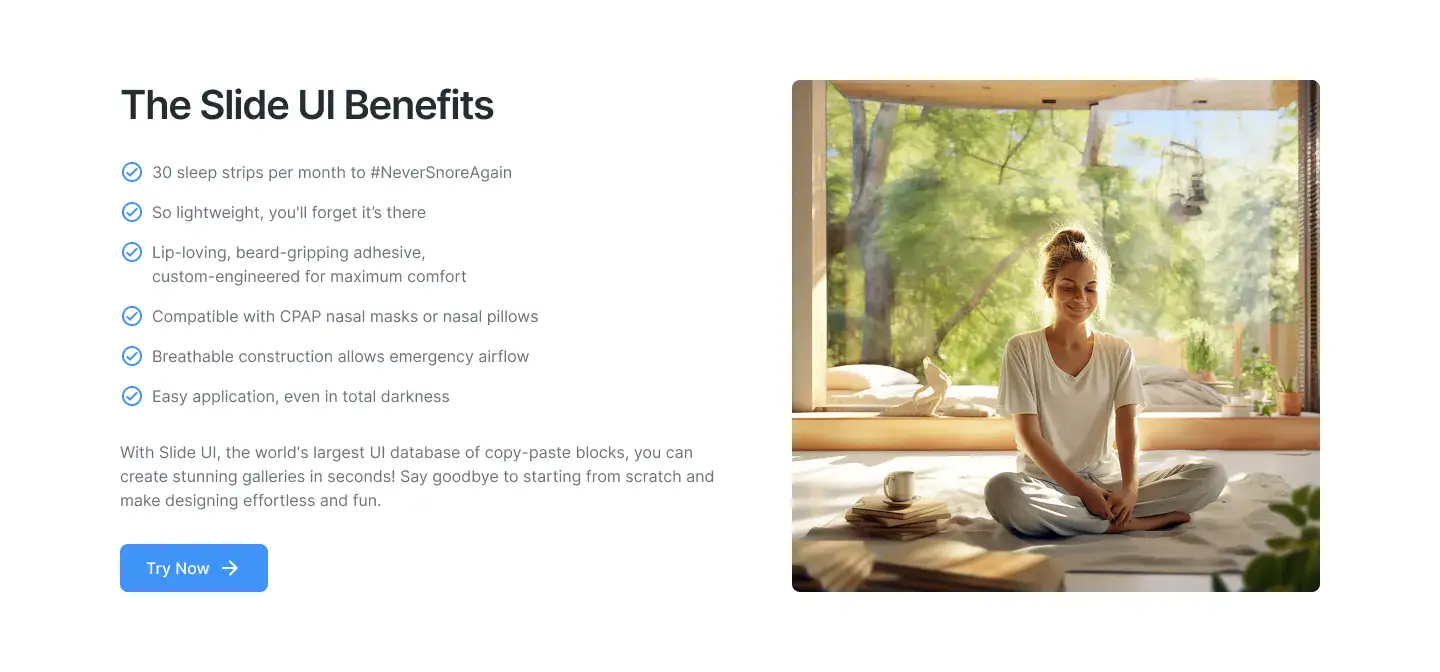 The Slide UI Benefits
30 sleep strips per month to #NeverSnoreAgain
So lightweight, you'll forget it’s there
Lip-loving, beard-gripping adhesive,
custom-engineered for maximum comfort
Compatible with CPAP nasal masks or nasal pillows
Breathable construction allows emergency airflow
Easy application, even in total darkness
With Slide UI, the world's largest UI database of copy-paste blocks, you can
create stunning galleries in seconds! Say goodbye to starting from scratch and
make designing effortless and fun.
Try Now